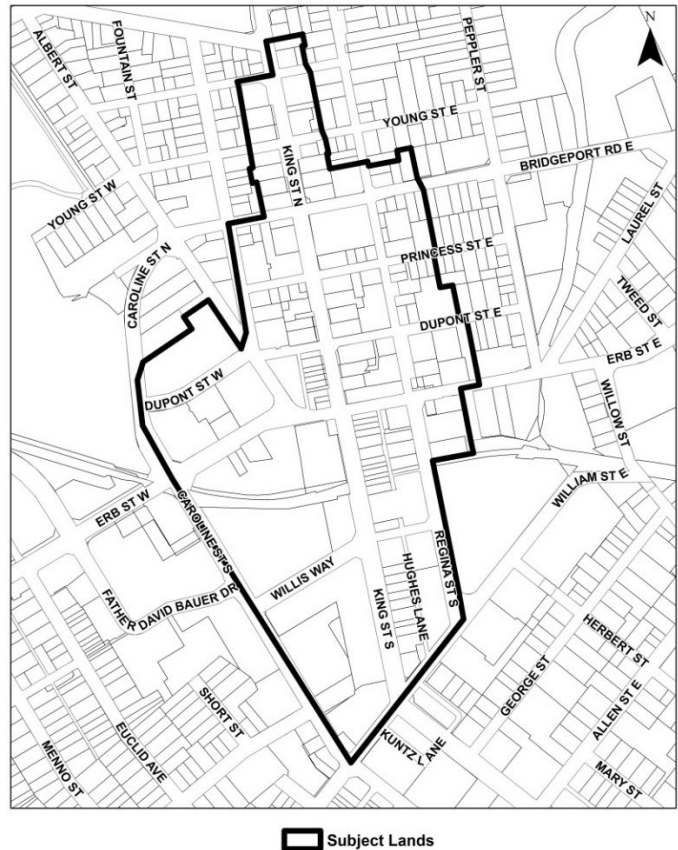 N
ALBERT ST
FOUNTAIN ST
PEPPLER ST
YOUNG ST E
KING ST N
BRIDGEPORT RD E
YOUNG ST W
LAUREL ST
CAROLINE ST N
PRINCESS ST E
TWEED ST
DUPONT ST E
ERB ST E
DUPONT ST W
WILLOW ST
WILLIAM ST E
ERB ST W
CAROLINE ST S
REGINA ST S
WILLIS WAY
HUGHES LANE
FATHER DAVID BAUER DR
KING ST S
HERBERT ST
GEORGE ST
SHORT ST
ALLEN ST E
EUCLID AVE
KUNTZ LANE
MENNO ST
MARY ST
Subject Lands